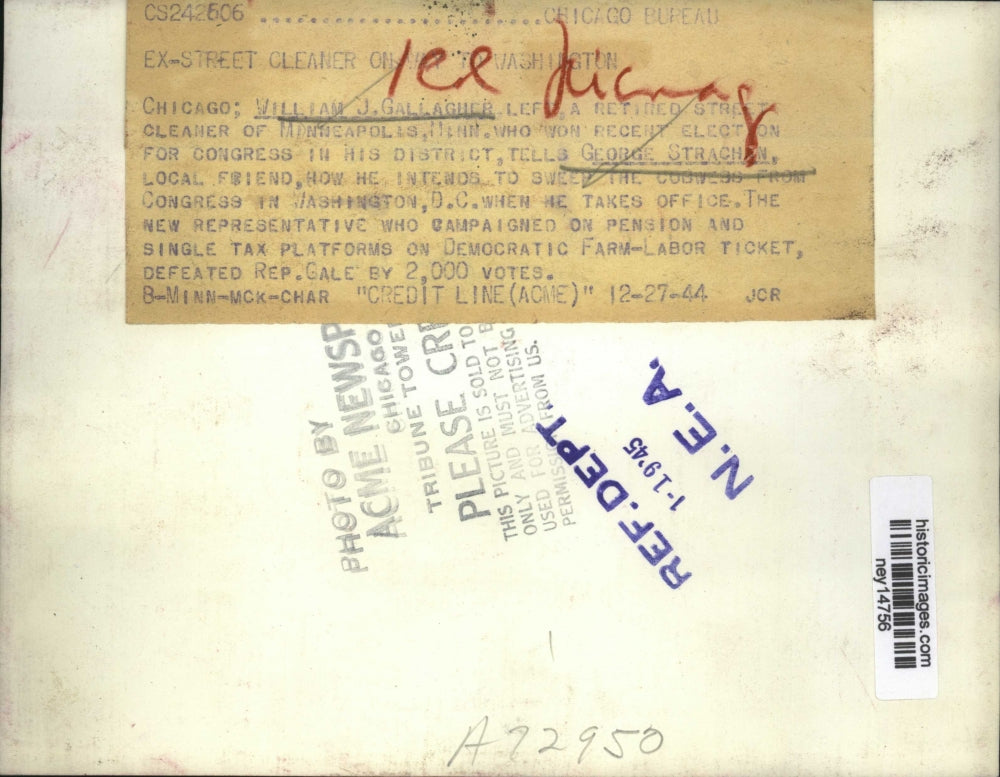 CS242506 ........................................CHICAGO BUREAU
EX-STREET CLEANER ON WAY TO WASHINGTON
CHICAGO; WILLIAM J.GALLAGHER LEFT,A RETIRED STREET
CLEANER OF MINNEAPOLIS,MINN.WHO WON RECENT ELECTION
FOR CONGRESS IN HIS DISTRICT,TELLS GEORGE STRACHAN,
LOCAL FRIEND,HOW HE INTENDS TO SWEEP THE COBWEBS FROM
CONGRESS IN WASHINGTON,D.C.WHEN HE TAKES OFFICE.THE
NEW REPRESENTATIVE WHO CAMPAIGNED ON PENSION AND
SINGLE TAX PLATFORMS ON DEMOCRATIC FARM-LABOR TICKET,
DEFEATED REP.GALE BY 2,000 VOTES.
8-MINN-MCK-CHAR "CREDIT LINE(ACME)" 12-27-44 JCR
PHOTO BY
ACME NEWSP
CHICAGO
TRIBUNE TOWE
PLEASE CR
THIS PICTURE IS SOLD TO
ONLY AND MUST NOT B
USED FOR ADVERTISING
PERMISS FROM US.
REF.DEPT
1-19'45
N.E.A.
historicimages.com
ney14756
A72950